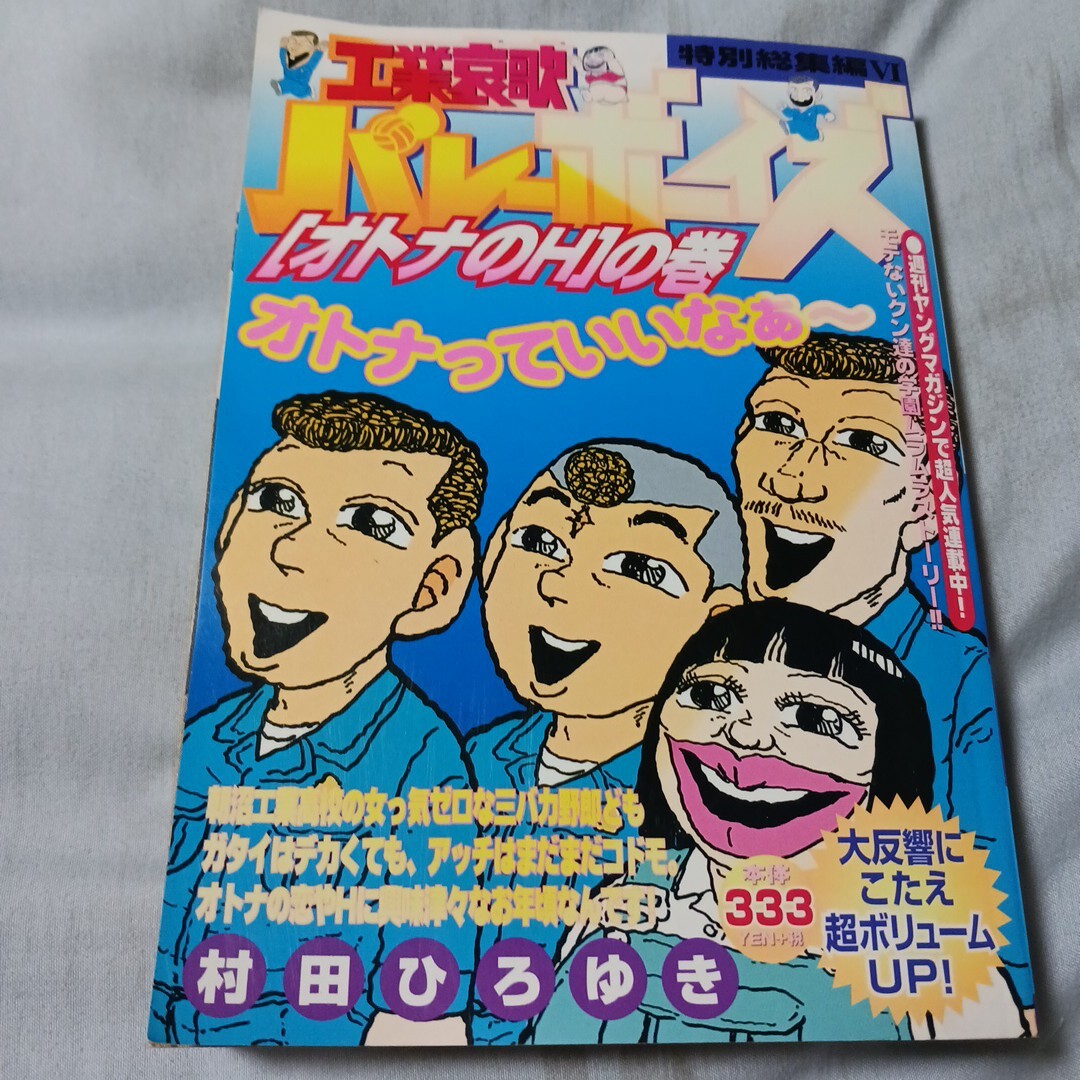 工業哀歌
特別総集編VI
バレーボーイズ
[オトナのH]の巻
オトナっていいなぁ〜
●週刊ヤングマガジンで超人気連載中！
モテないクン達の学園ムラムラストーリー!!
工業高校の女っ気ゼロな三バカ野郎ども
ガタイはデカくても、アッチはまだまだコドモ。
オトナの恋やHに興味津々なお年頃なんです
本体
333
YEN+税
大反響に
こたえ
超ボリューム
UP!
村田ひろゆき